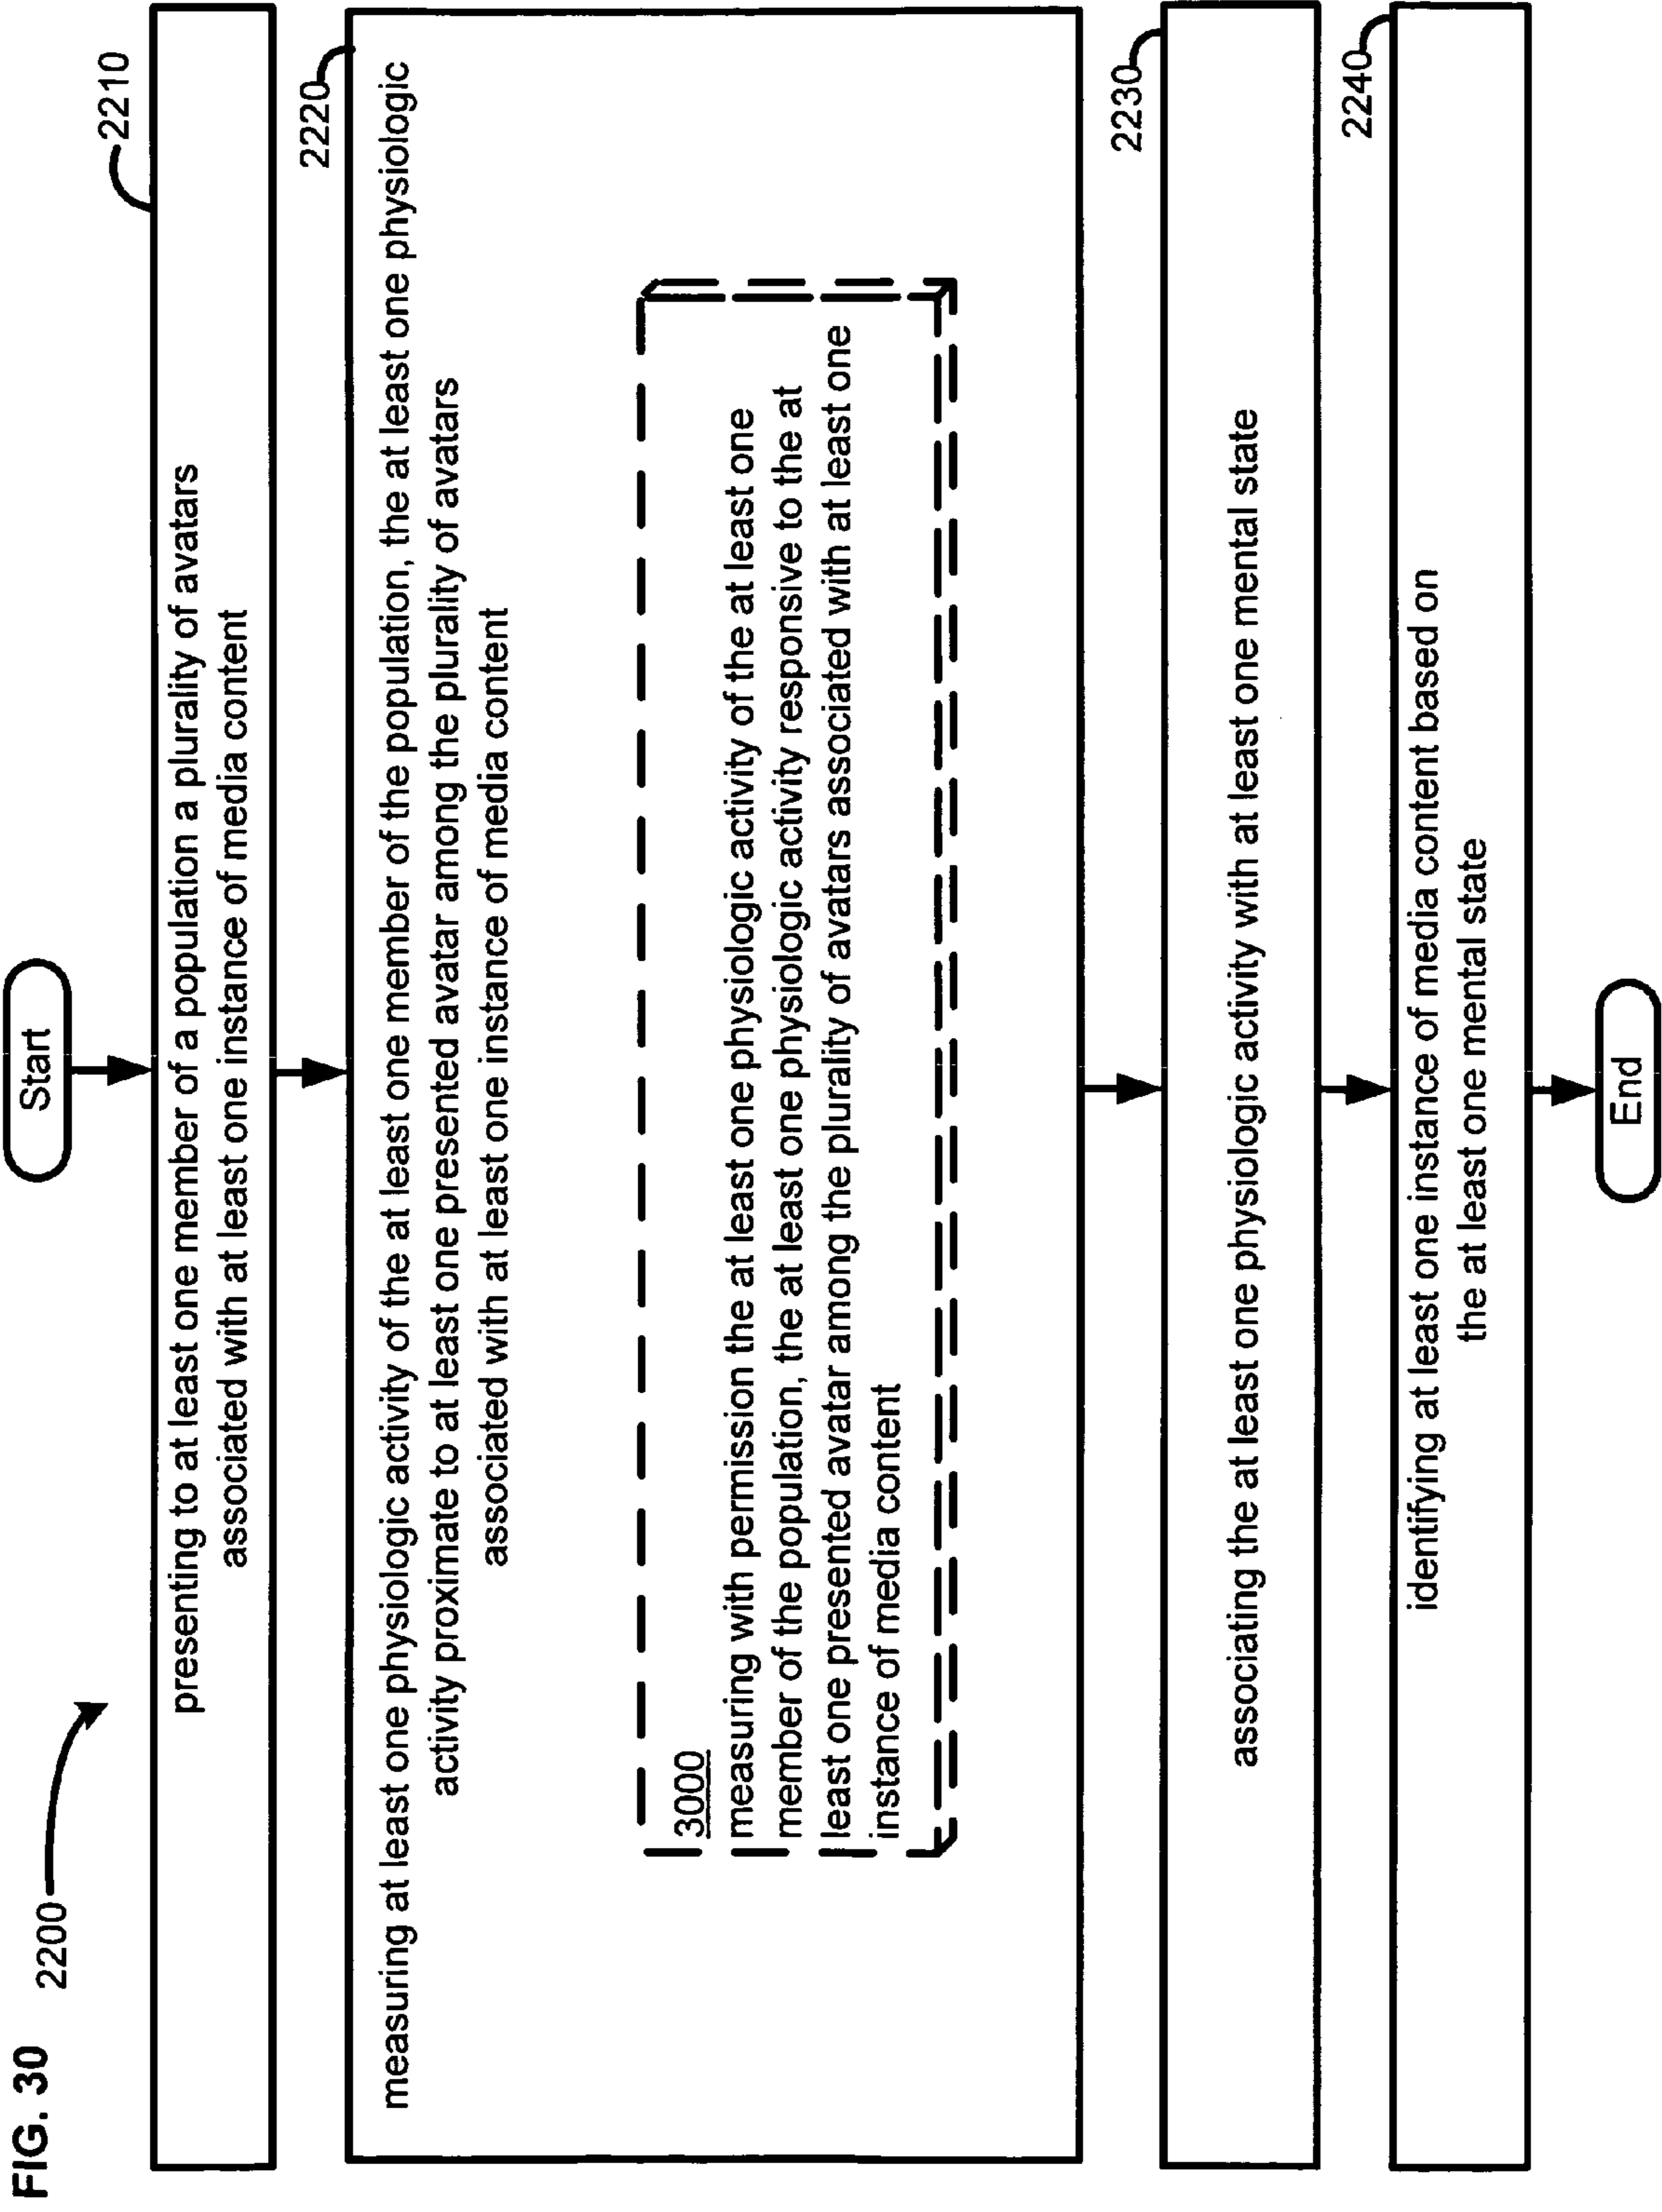 FIG. 30
2200
Start
2210
presenting to at least one member of a population a plurality of avatars
associated with at least one instance of media content
2220
measuring at least one physiologic activity of the at least one member of the population, the at least one physiologic
activity proximate to at least one presented avatar among the plurality of avatars
associated with at least one instance of media content
3000
measuring with permission the at least one physiologic activity of the at least one
member of the population, the at least one physiologic activity responsive to the at
least one presented avatar among the plurality of avatars associated with at least one
instance of media content
2230
associating the at least one physiologic activity with at least one mental state
2240
identifying at least one instance of media content based on
the at least one mental state
End